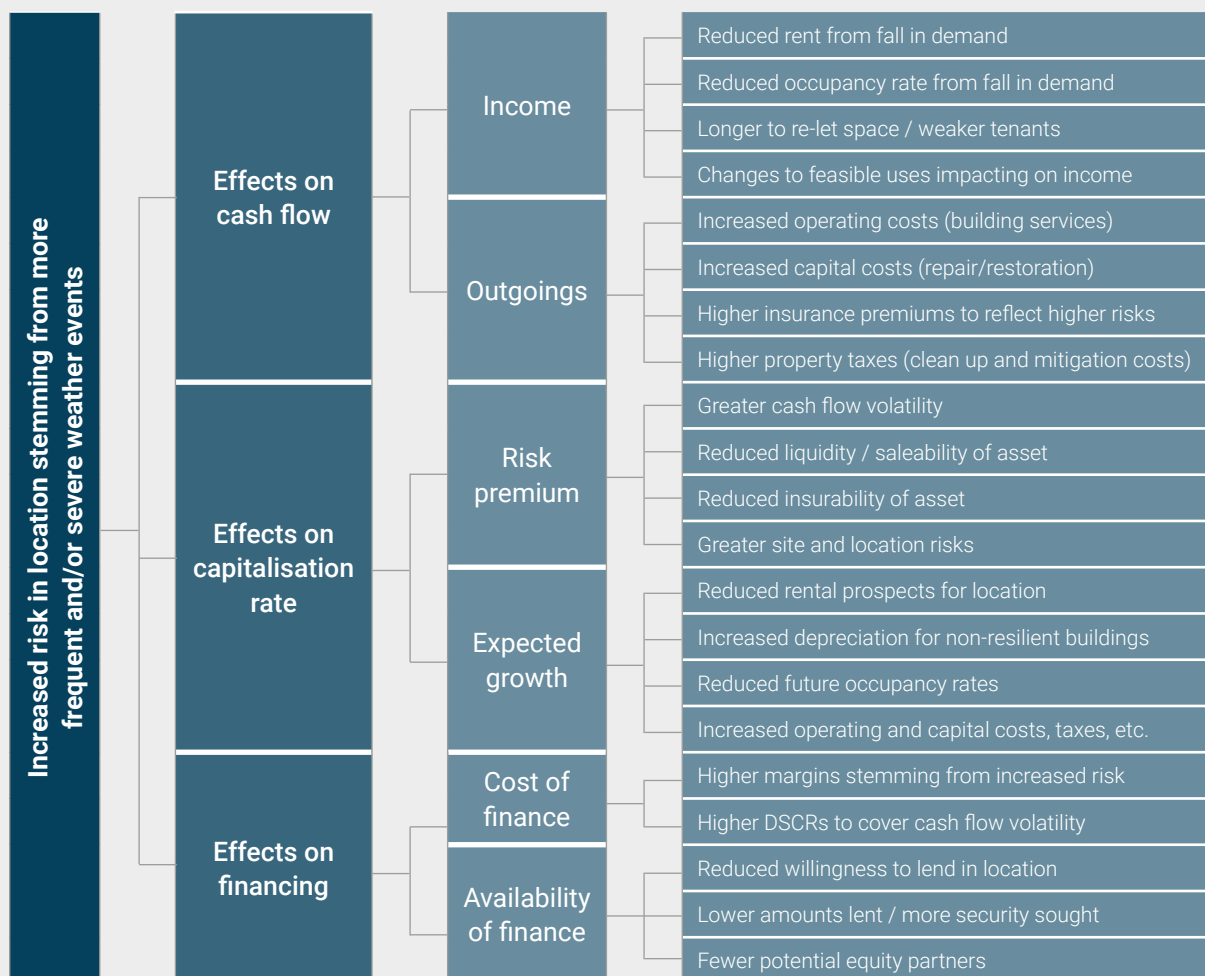 Increased risk in location stemming from more
frequent and/or severe weather events
Effects on
cash flow
Income
Reduced rent from fall in demand
Reduced occupancy rate from fall in demand
Longer to re-let space / weaker tenants
Changes to feasible uses impacting on income
Outgoings
Increased operating costs (building services)
Increased capital costs (repair/restoration)
Higher insurance premiums to reflect higher risks
Higher property taxes (clean up and mitigation costs)
Effects on
capitalisation
rate
Risk
premium
Greater cash flow volatility
Reduced liquidity / saleability of asset
Reduced insurability of asset
Greater site and location risks
Expected
growth
Reduced rental prospects for location
Increased depreciation for non-resilient buildings
Reduced future occupancy rates
Increased operating and capital costs, taxes, etc.
Effects on
financing
Cost of
finance
Higher margins stemming from increased risk
Higher DSCRs to cover cash flow volatility
Availability
of finance
Reduced willingness to lend in location
Lower amounts lent / more security sought
Fewer potential equity partners